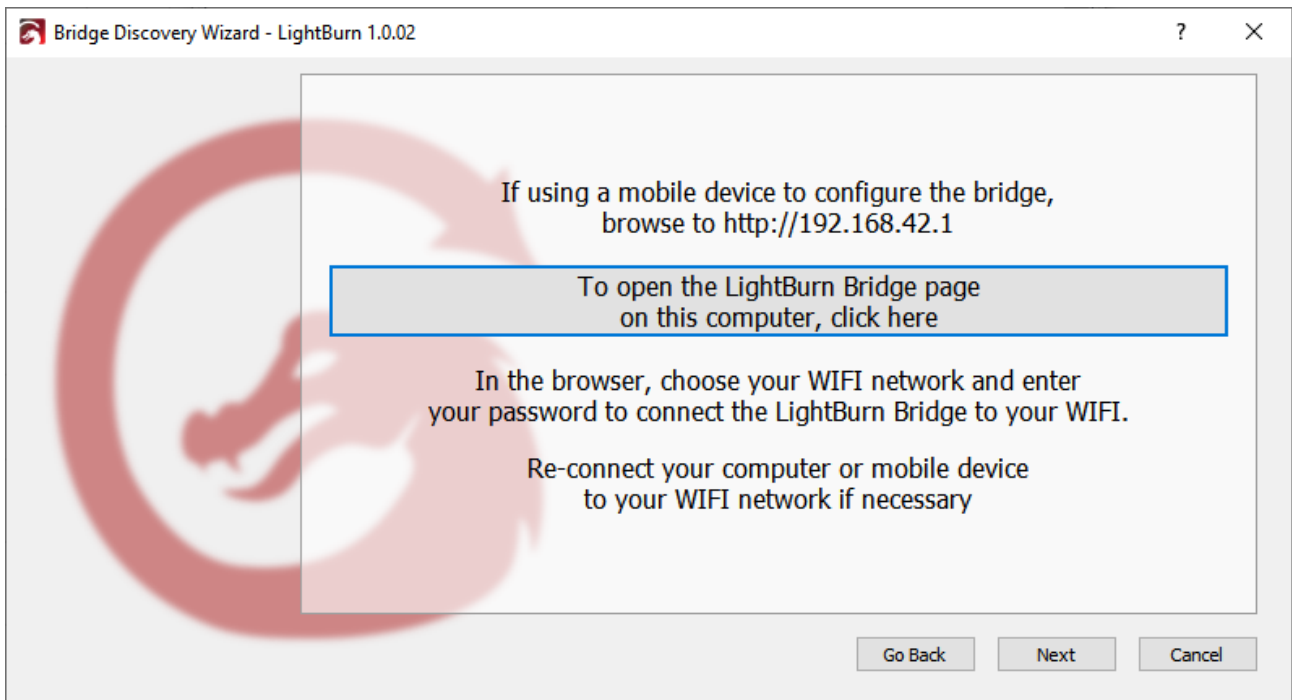 Bridge Discovery Wizard - LightBurn 1.0.02
?
If using a mobile device to configure the bridge,
browse to http://192.168.42.1
To open the LightBurn Bridge page
on this computer, click here
In the browser, choose your WIFI network and enter
your password to connect the LightBurn Bridge to your WIFI.
Re-connect your computer or mobile device
to your WIFI network if necessary
Go Back
Next
Cancel